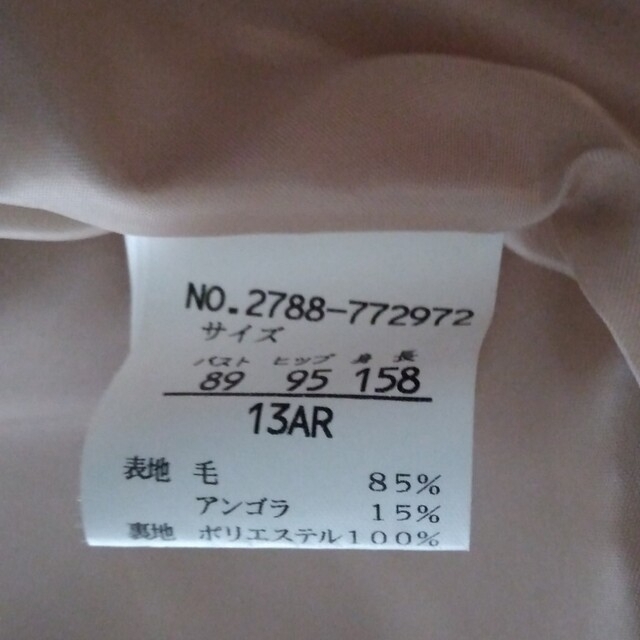 NO.2788-772972
サイズ
バスト ヒップ 身長
89 95 158
13AR
表地 毛 85%
アンゴラ 15%
裏地 ポリエステル100%